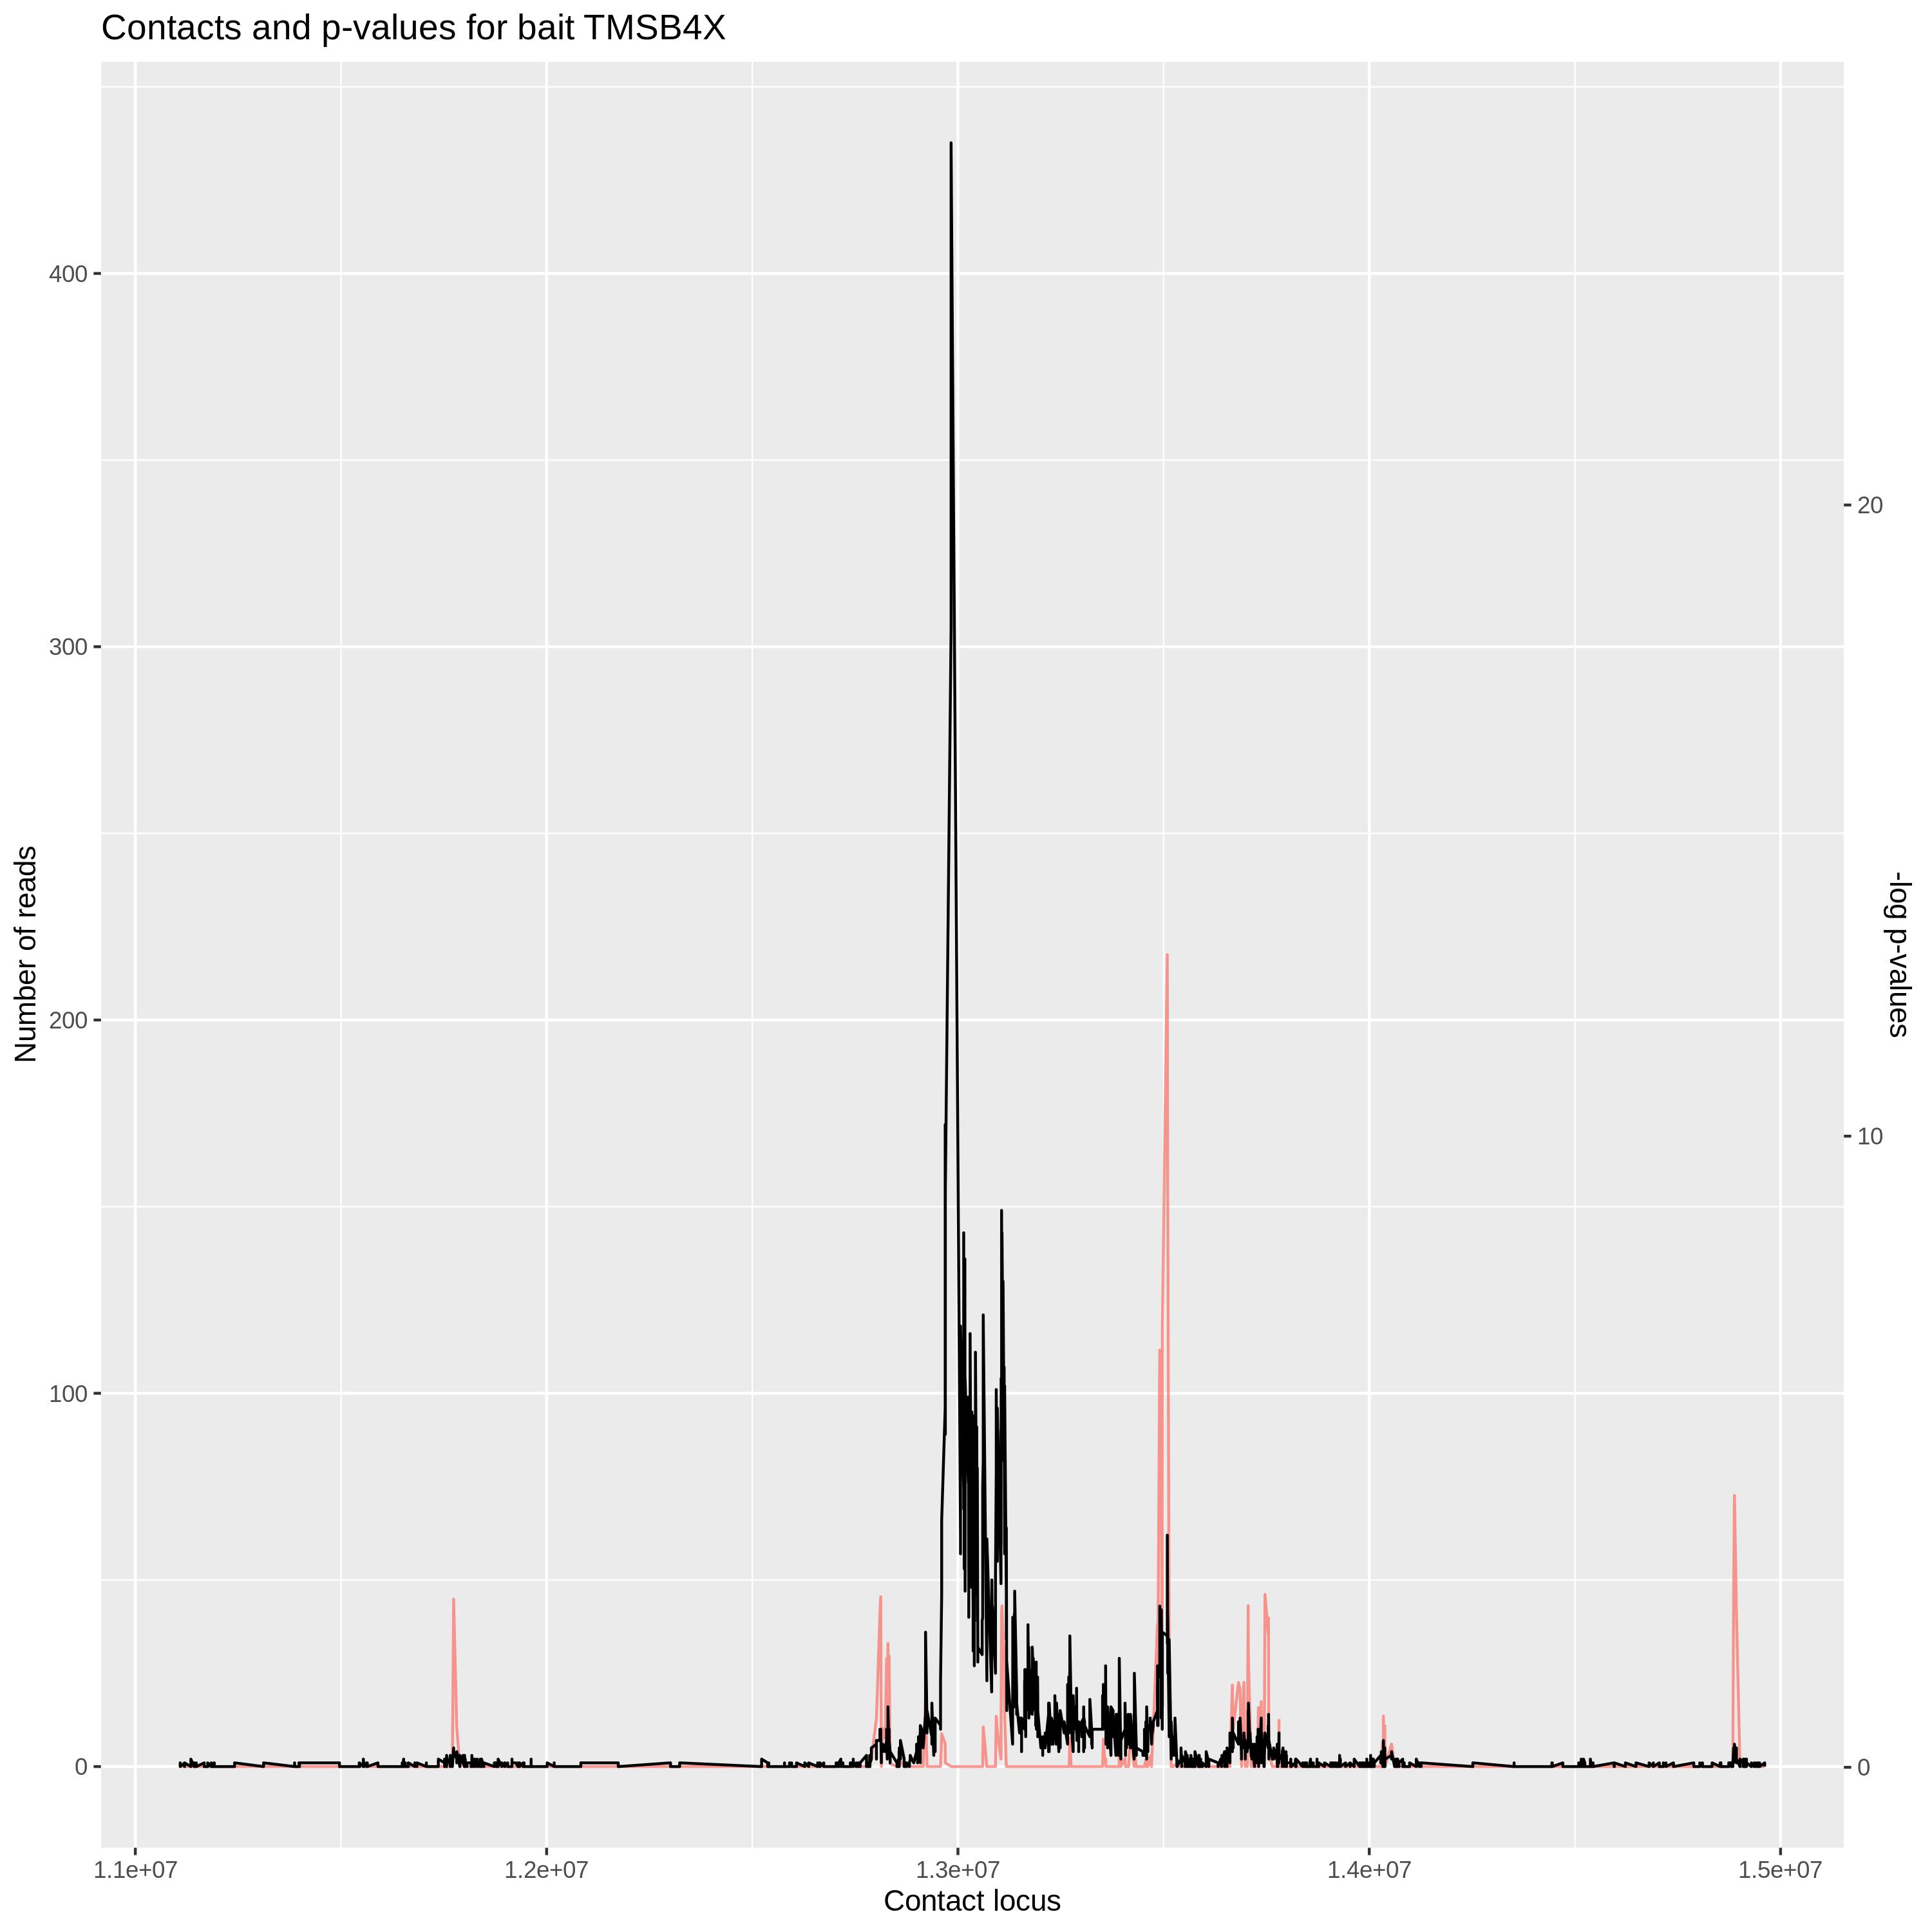 Contacts and p-values for bait TMSB4X
400
300
200
100
0
Number of reads
20
10
0
-log p-values
1.1e+07
1.2e+07
1.3e+07
1.4e+07
1.5e+07
Contact locus